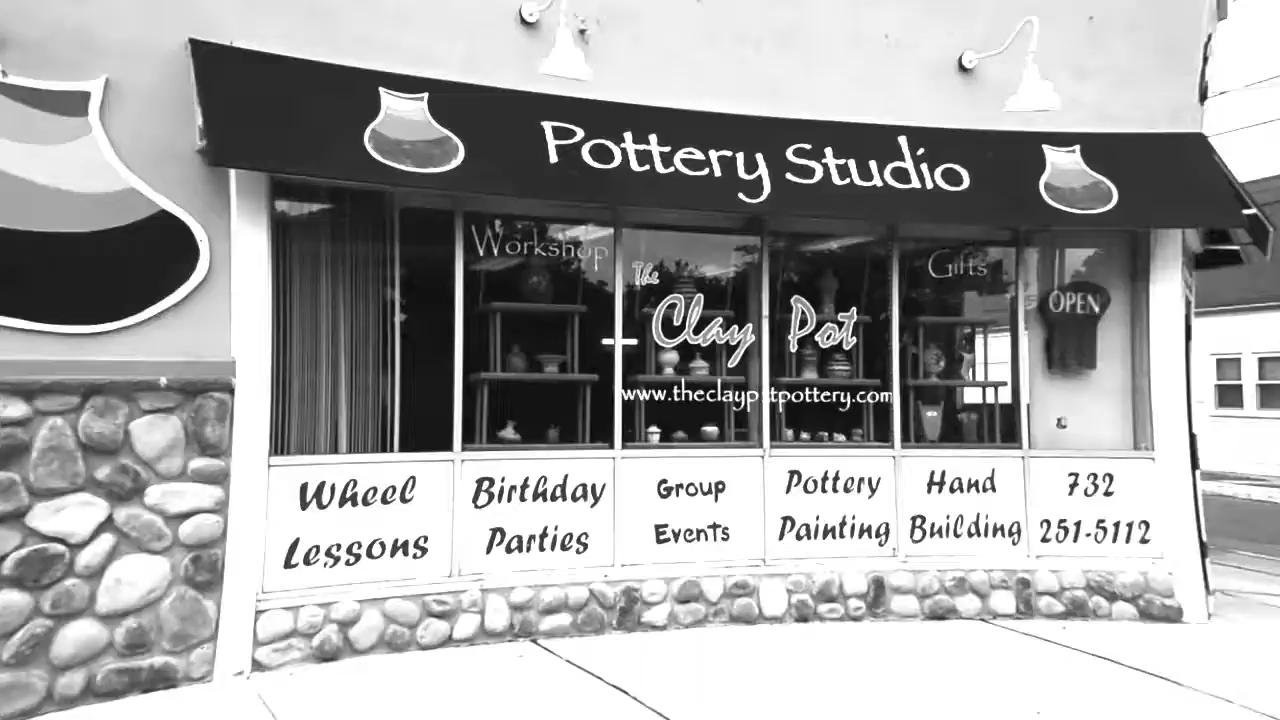 Pottery Studio
Workshop
The
Clay Pot
Gifts
OPEN
www.theclaypotpottery.com
Wheel
Lessons
Birthday
Parties
Group
Events
Pottery
Painting
Hand
Building
732
251-5112